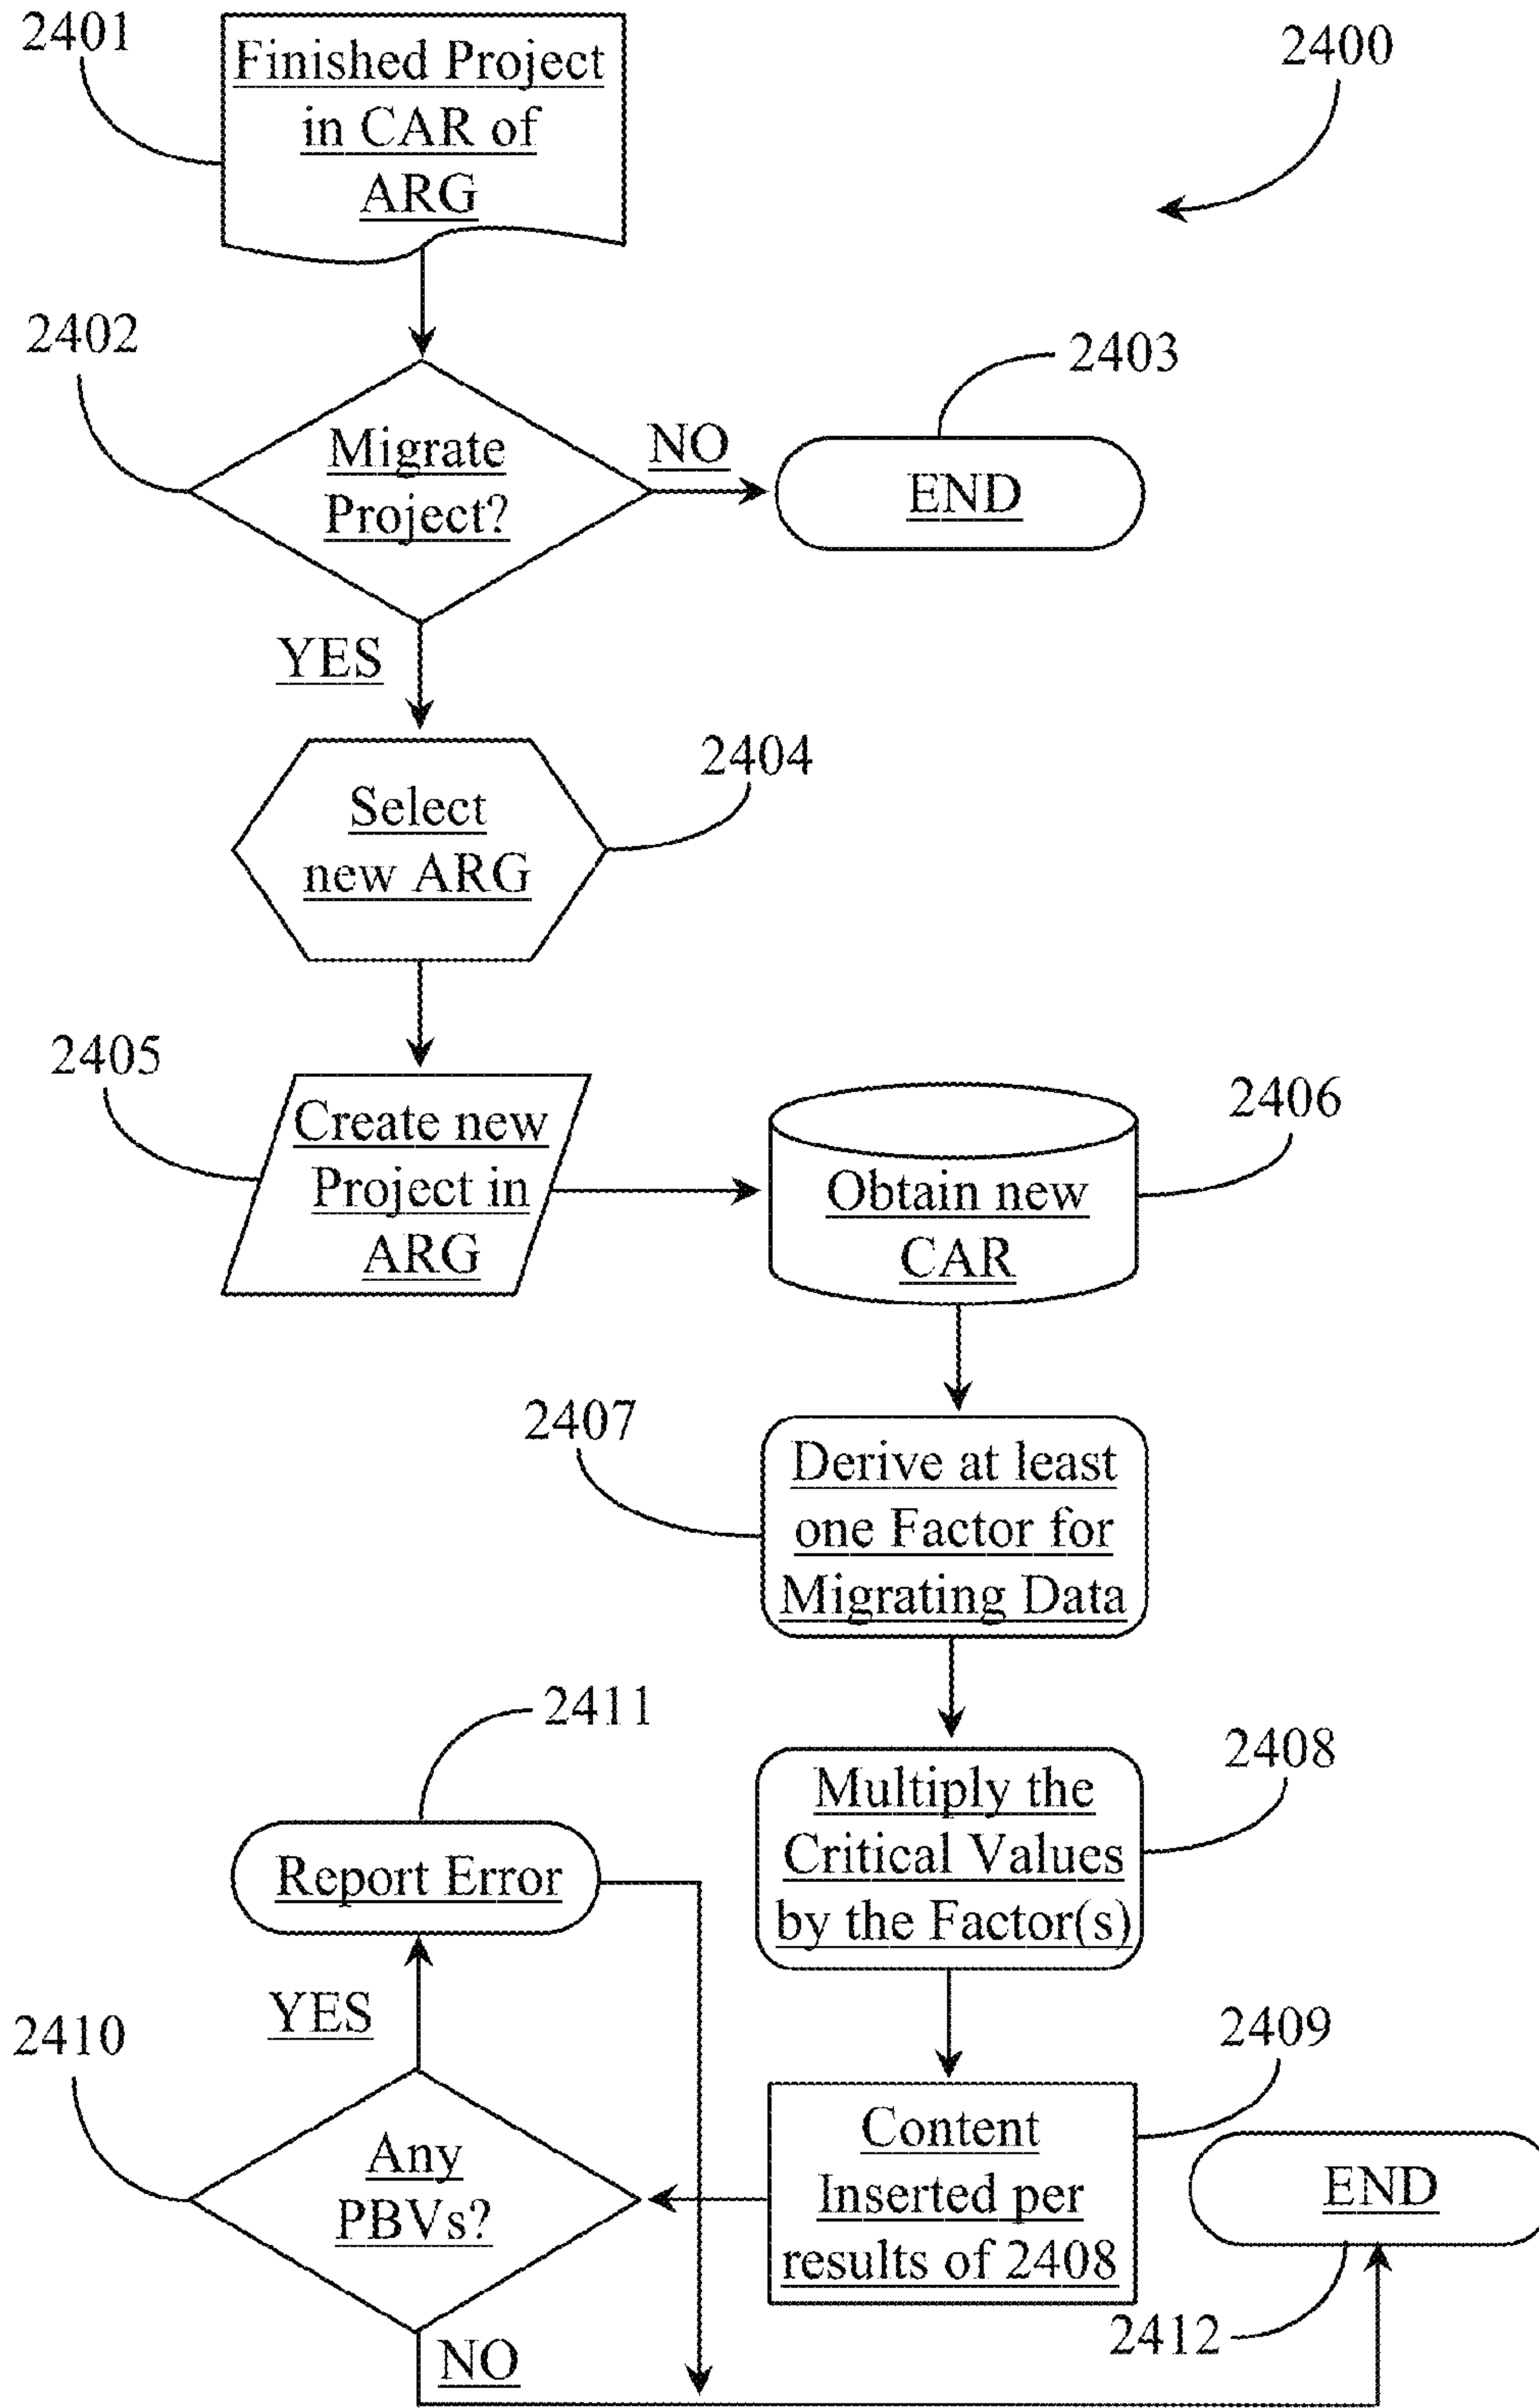 2401
Finished Project
in CAR of
ARG
2400
2402
Migrate
Project?
NO
2403
END
YES
2404
Select
new ARG
2405
Create new
Project in
ARG
2406
Obtain new
CAR
2407
Derive at least
one Factor for
Migrating Data
2411
Report Error
2408
Multiply the
Critical Values
by the Factor(s)
YES
2410
Any
PBVs?
2409
Content
Inserted per
results of 2408
END
2412
NO